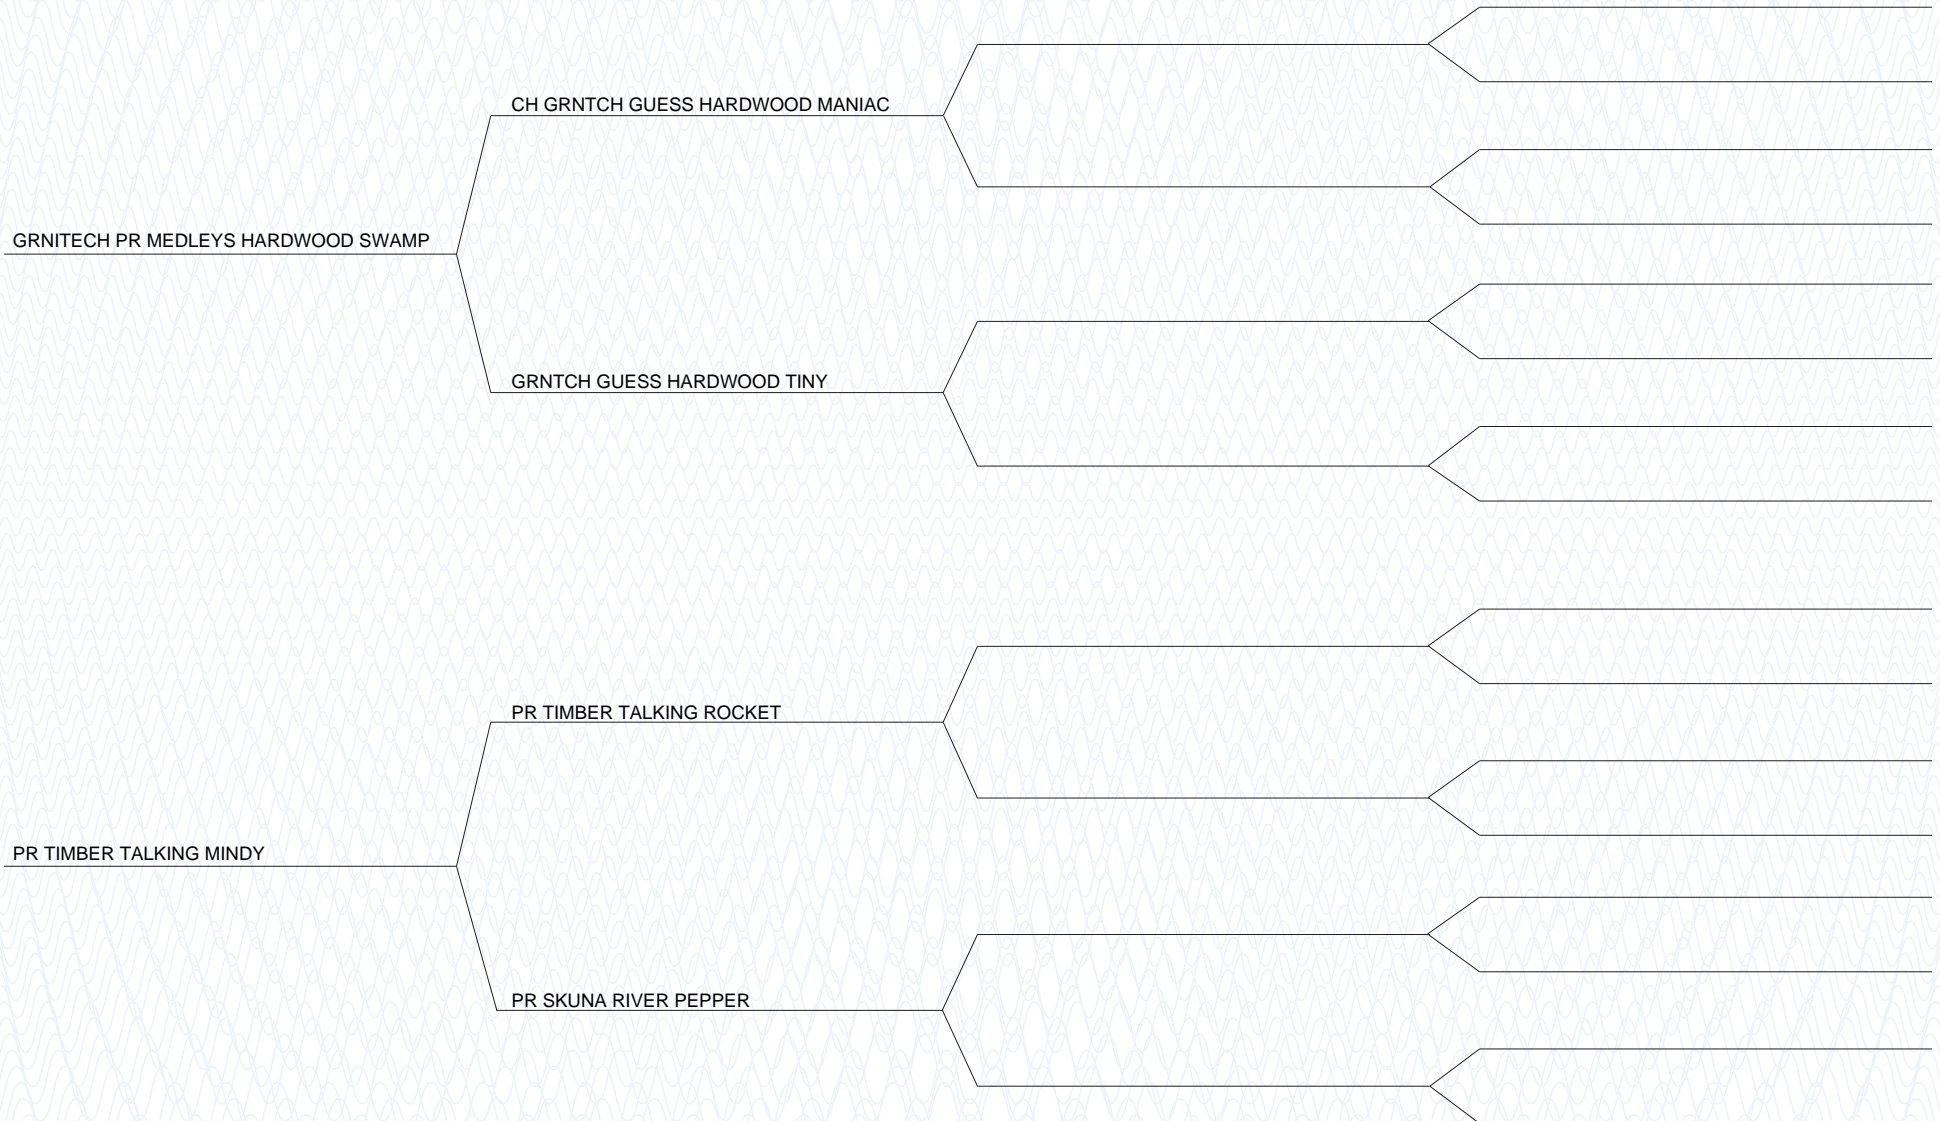 CH GRNTCH GUESS HARDWOOD MANIAC
GRNITECH PR MEDLEYS HARDWOOD SWAMP
GRNTCH GUESS HARDWOOD TINY
PR TIMBER TALKING ROCKET
PR TIMBER TALKING MINDY
PR SKUNA RIVER PEPPER